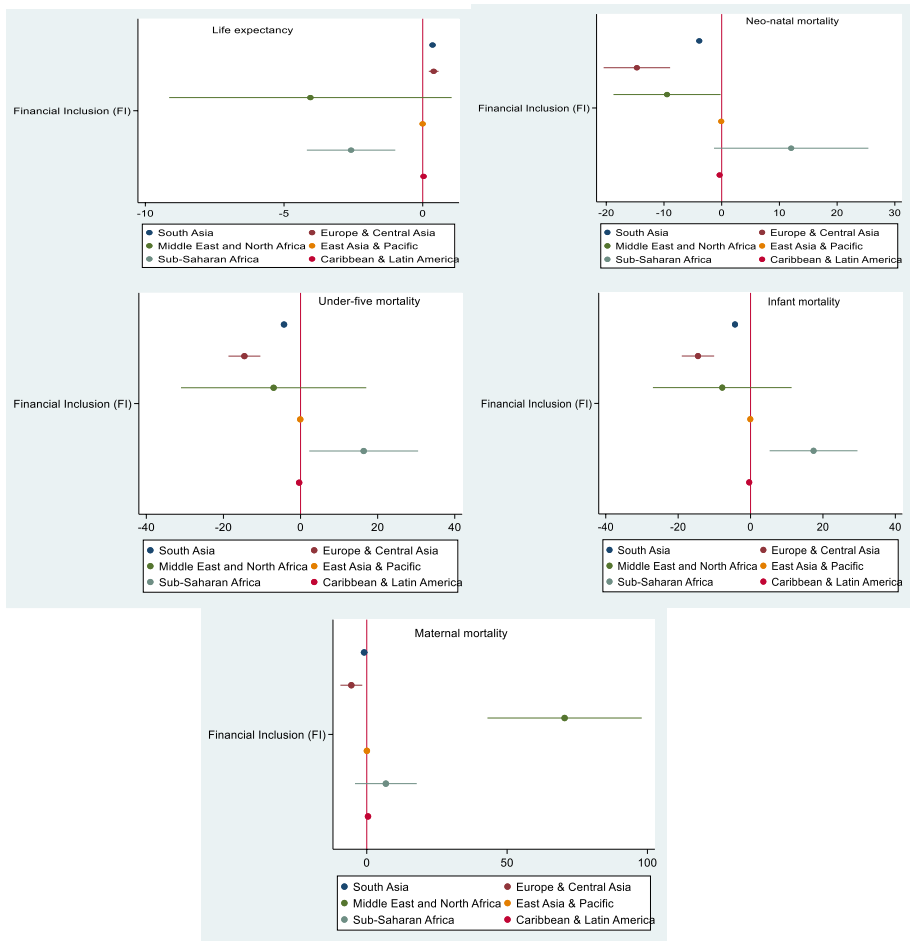 Life expectancy
Financial Inclusion (FI)
-10 -5 0
South Asia Europe & Central Asia
Middle East and North Africa East Asia & Pacific
Sub-Saharan Africa Caribbean & Latin America
Neo-natal mortality
Financial Inclusion (FI)
-20 -10 0 10 20 30
South Asia Europe & Central Asia
Middle East and North Africa East Asia & Pacific
Sub-Saharan Africa Caribbean & Latin America
Under-five mortality
Financial Inclusion (FI)
-40 -20 0 20 40
South Asia Europe & Central Asia
Middle East and North Africa East Asia & Pacific
Sub-Saharan Africa Caribbean & Latin America
Infant mortality
Financial Inclusion (FI)
-40 -20 0 20 40
South Asia Europe & Central Asia
Middle East and North Africa East Asia & Pacific
Sub-Saharan Africa Caribbean & Latin America
Maternal mortality
Financial Inclusion (FI)
0 50 100
South Asia Europe & Central Asia
Middle East and North Africa East Asia & Pacific
Sub-Saharan Africa Caribbean & Latin America